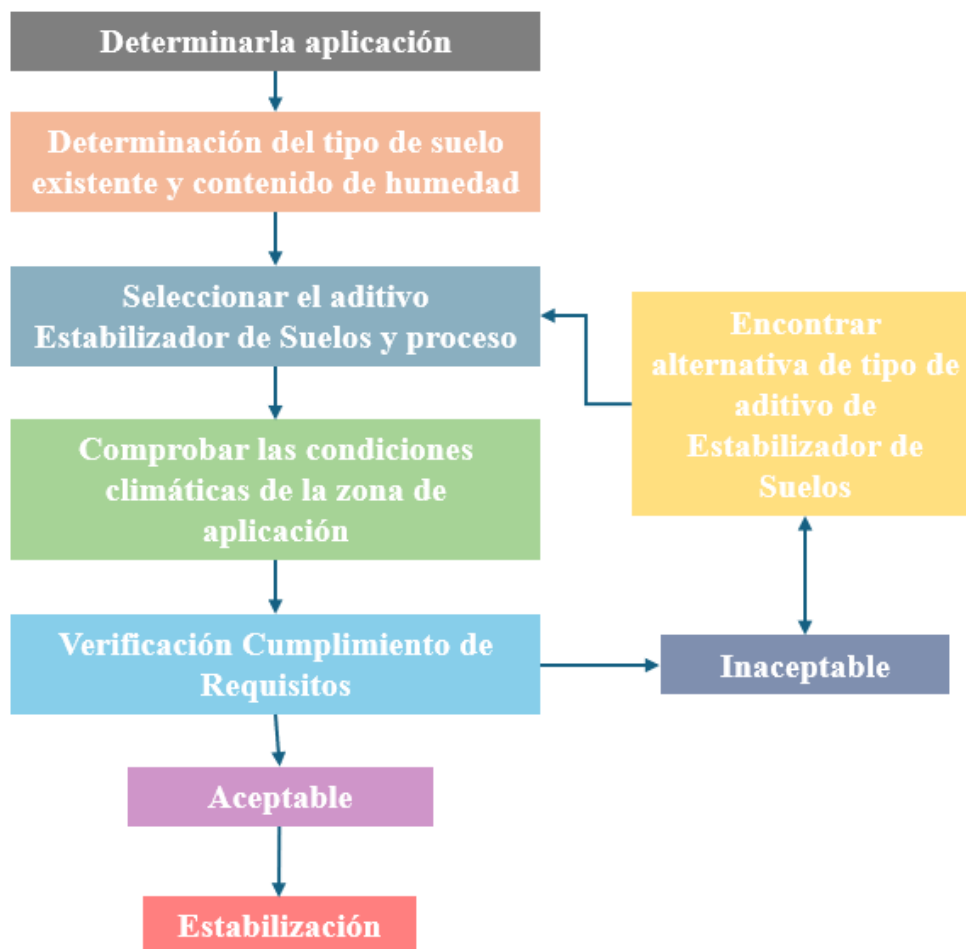 Determinarla aplicación
Determinación del tipo de suelo
existente y contenido de humedad
Seleccionar el aditivo
Estabilizador de Suelos y proceso
Encontrar
alternativa de tipo de
aditivo de
Estabilizador de
Suelos
Comprobar las condiciones
climáticas de la zona de
aplicación
Verificación Cumplimiento de
Requisitos
Inaceptable
Aceptable
Estabilización